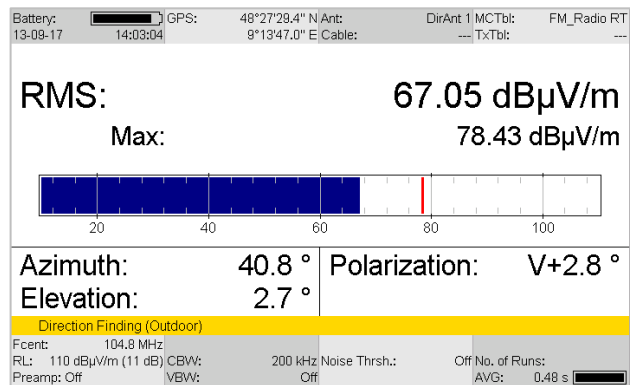 Battery: GPS: 48°27'29.4" N Ant: DirAnt 1 MCTbl: FM_Radio RT
13-09-17 14:03:04 9°13'47.0" E Cable: --- TxTbl: ---
RMS: 67.05 dBµV/m
Max: 78.43 dBµV/m
20 40 60 80 100
Azimuth: 40.8 ° Polarization: V+2.8 °
Elevation: 2.7 °
Direction Finding (Outdoor)
Fcent: 104.8 MHz
RL: 110 dBµV/m (11 dB) CBW: 200 kHz Noise Thrsh.: Off No. of Runs:
Preamp: Off VBW: Off AVG: 0.48 s